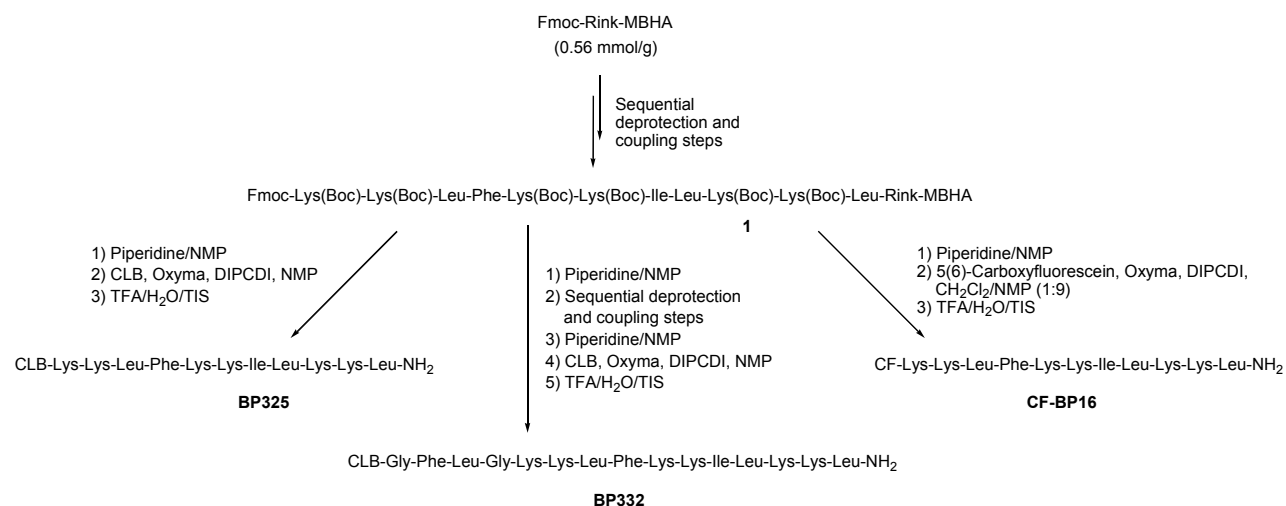 Fmoc-Rink-MBHA
(0.56 mmol/g)
Sequential
deprotection and
coupling steps
Fmoc-Lys(Boc)-Lys(Boc)-Leu-Phe-Lys(Boc)-Lys(Boc)-Ile-Leu-Lys(Boc)-Lys(Boc)-Leu-Rink-MBHA
1
1) Piperidine/NMP
2) CLB, Oxyma, DIPCDI, NMP
3) TFA/H2O/TIS
1) Piperidine/NMP
2) Sequential deprotection
and coupling steps
3) Piperidine/NMP
4) CLB, Oxyma, DIPCDI, NMP
5) TFA/H2O/TIS
1) Piperidine/NMP
2) 5(6)-Carboxyfluorescein, Oxyma, DIPCDI,
CH2Cl2/NMP (1:9)
3) TFA/H2O/TIS
CLB-Lys-Lys-Leu-Phe-Lys-Lys-Ile-Leu-Lys-Lys-Leu-NH2
BP325
CF-Lys-Lys-Leu-Phe-Lys-Lys-Ile-Leu-Lys-Lys-Leu-NH2
CF-BP16
CLB-Gly-Phe-Leu-Gly-Lys-Lys-Leu-Phe-Lys-Lys-Ile-Leu-Lys-Lys-Leu-NH2
BP332